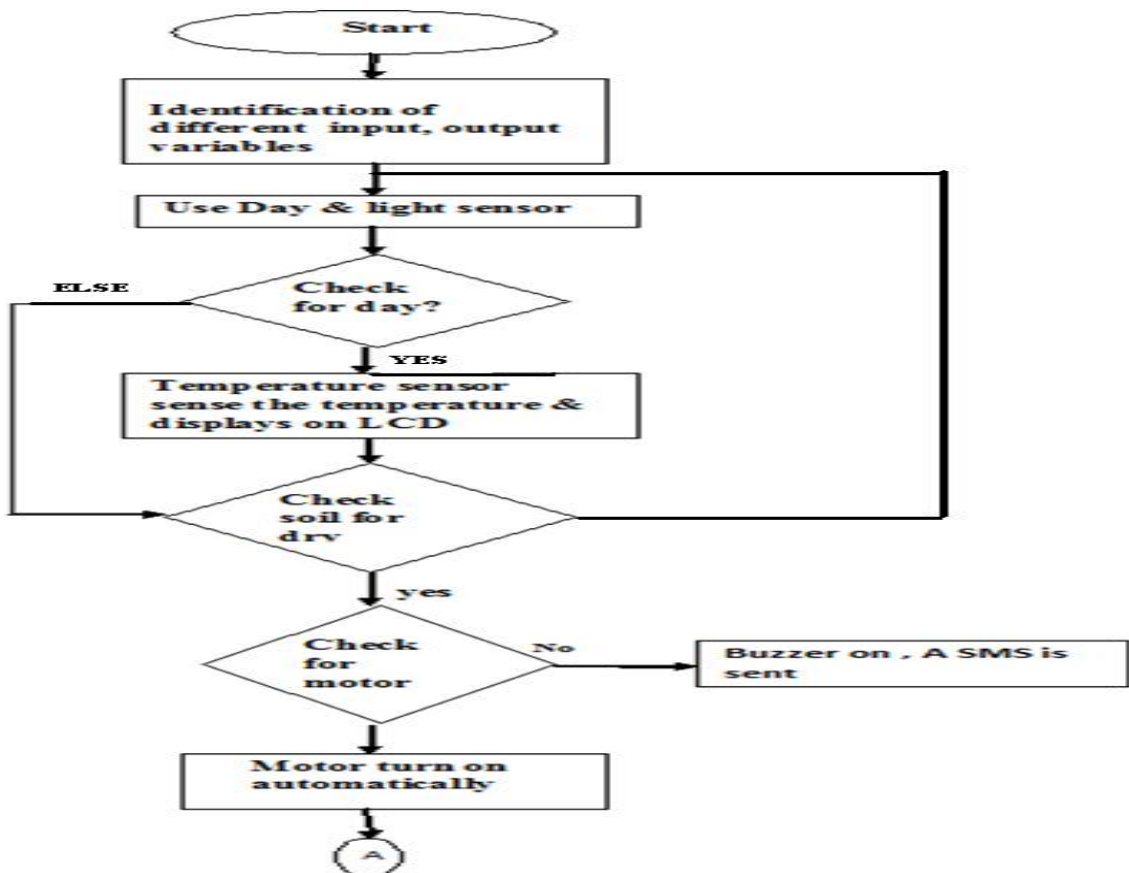 Start
Identification of
different input, output
variables
Use Day & light sensor
Check
for day?
ELSE
YES
Temperature sensor
sense the temperature &
displays on LCD
Check
soil for
drv
yes
Check
for
motor
No
Buzzer on , A SMS is
sent
Motor turn on
automatically
A